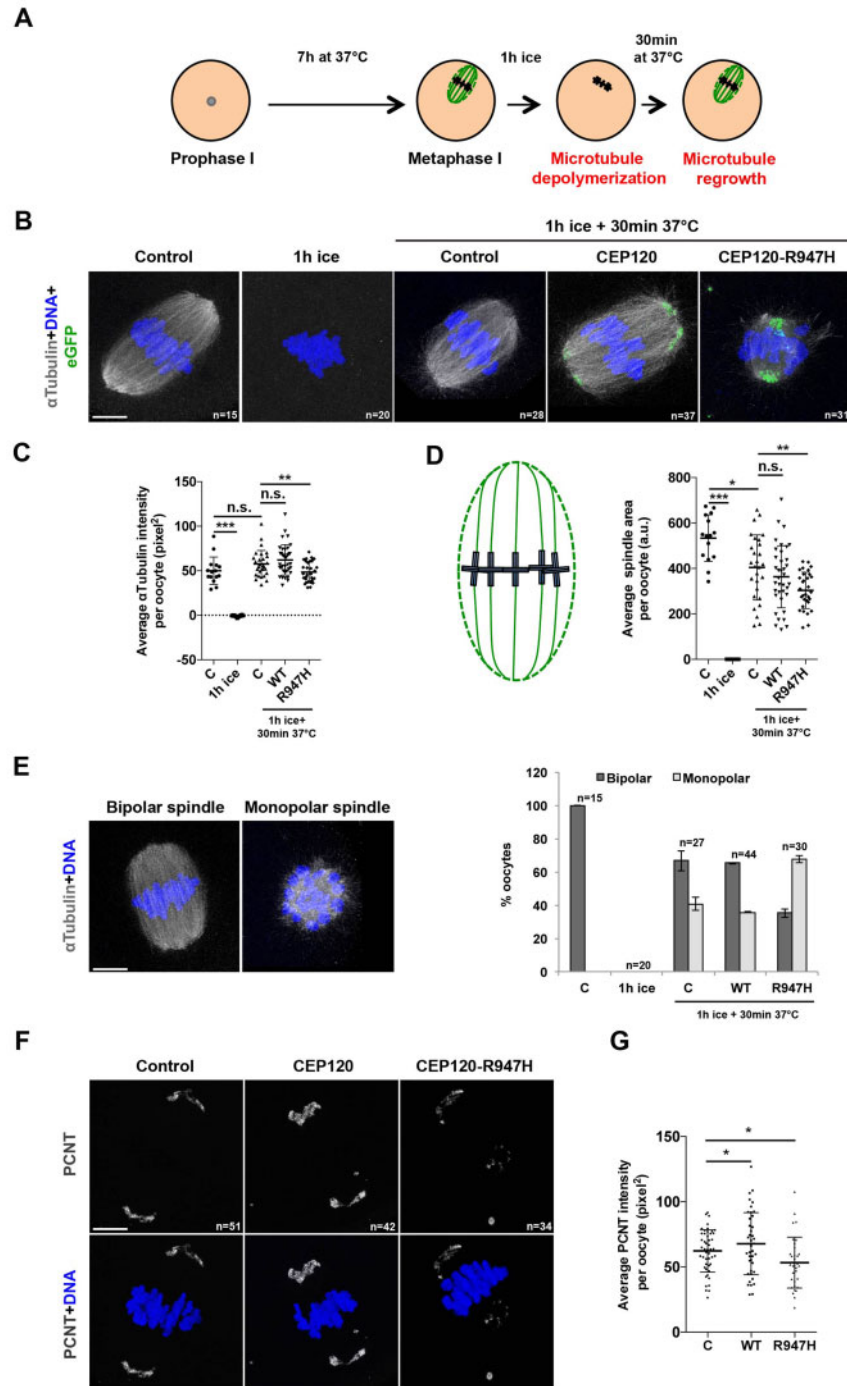 A
7h at 37°C
1h ice
30min
at 37°C
Prophase I
Metaphase I
Microtubule
depolymerization
Microtubule
regrowth
B
1h ice + 30min 37°C
Control
1h ice
Control
CEP120
CEP120-R947H
αTubulin+DNA+
eGFP
n=15
n=20
n=28
n=37
n=31
C
Average αTubulin intensity
per oocyte (pixel²)
150
100
50
0
-50
***
n.s.
n.s.
**
C
1h ice
C
WT
R947H
1h ice+
30min 37°C
D
Average spindle area
per oocyte (a.u.)
800
600
400
200
0
***
*
n.s.
**
C
1h ice
C
WT
R947H
1h ice+
30min 37°C
E
Bipolar spindle
Monopolar spindle
αTubulin+DNA
% oocytes
120
100
80
60
40
20
0
Bipolar
Monopolar
n=15
n=20
n=27
n=44
n=30
C
1h ice
C
WT
R947H
1h ice + 30min 37°C
F
Control
CEP120
CEP120-R947H
PCNT
n=51
n=42
n=34
PCNT+DNA
G
Average PCNT intensity
per oocyte (pixel²)
150
100
50
0
*
*
C
WT
R947H